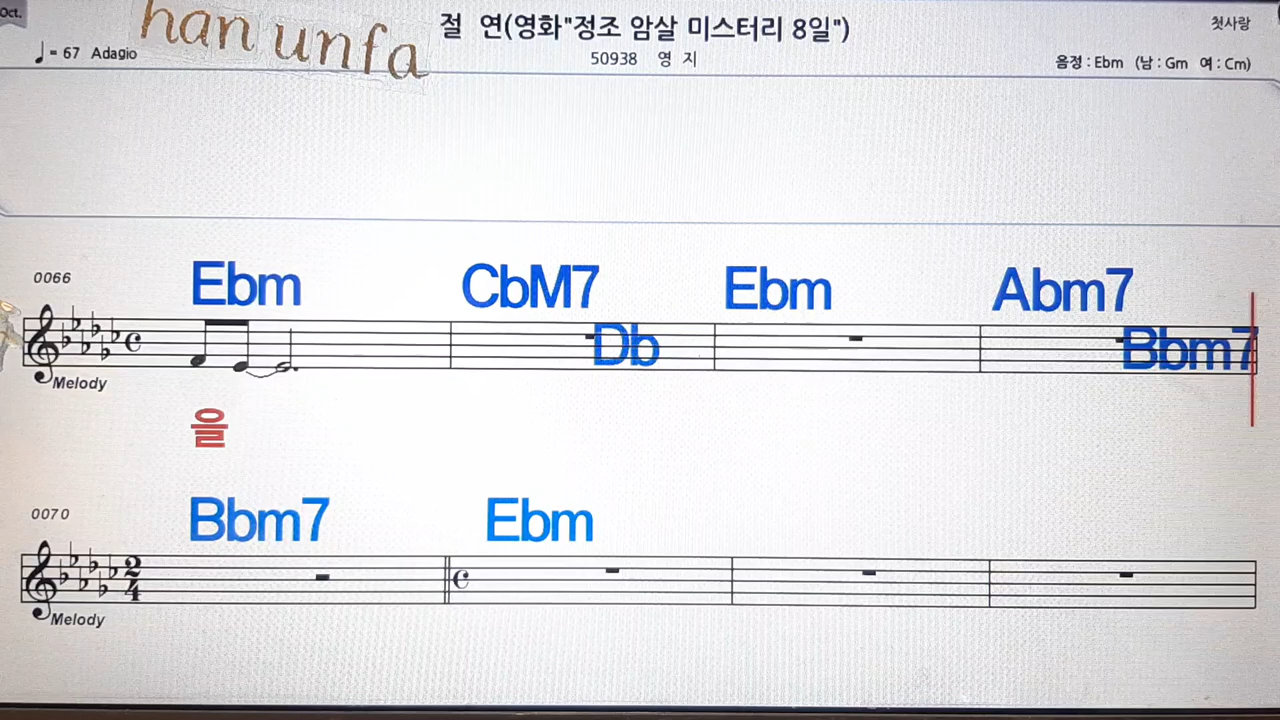 Oct.
han unfa
절 연(영화"정조 암살 미스터리 8일")
첫사랑
♩= 67 Adagio
50938 영 지
음정 : Ebm (남 : Gm 여 : Cm)
0066
Ebm CbM7 Db Ebm Abm7 Bbm7
Melody
을
0070
Bbm7 Ebm
2
4
Melody